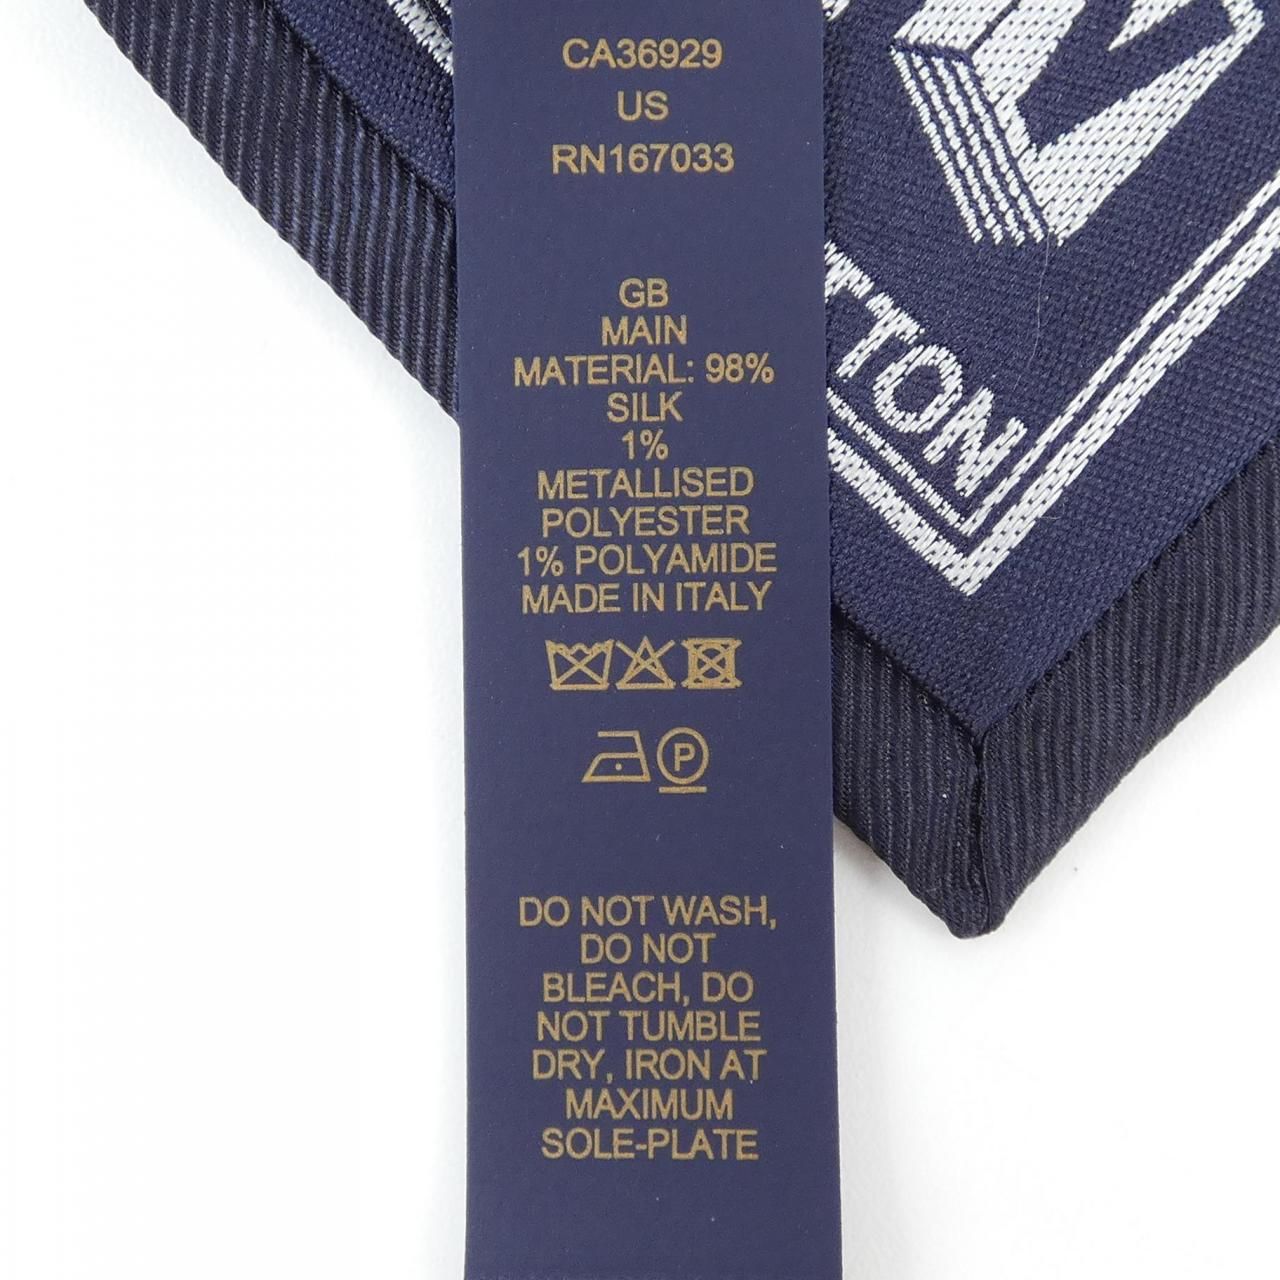 CA36929
US
RN167033
GB
MAIN
MATERIAL: 98%
SILK
1%
METALLISED
POLYESTER
1% POLYAMIDE
MADE IN ITALY
P
DO NOT WASH,
DO NOT
BLEACH, DO
NOT TUMBLE
DRY, IRON AT
MAXIMUM
SOLE-PLATE
TTON